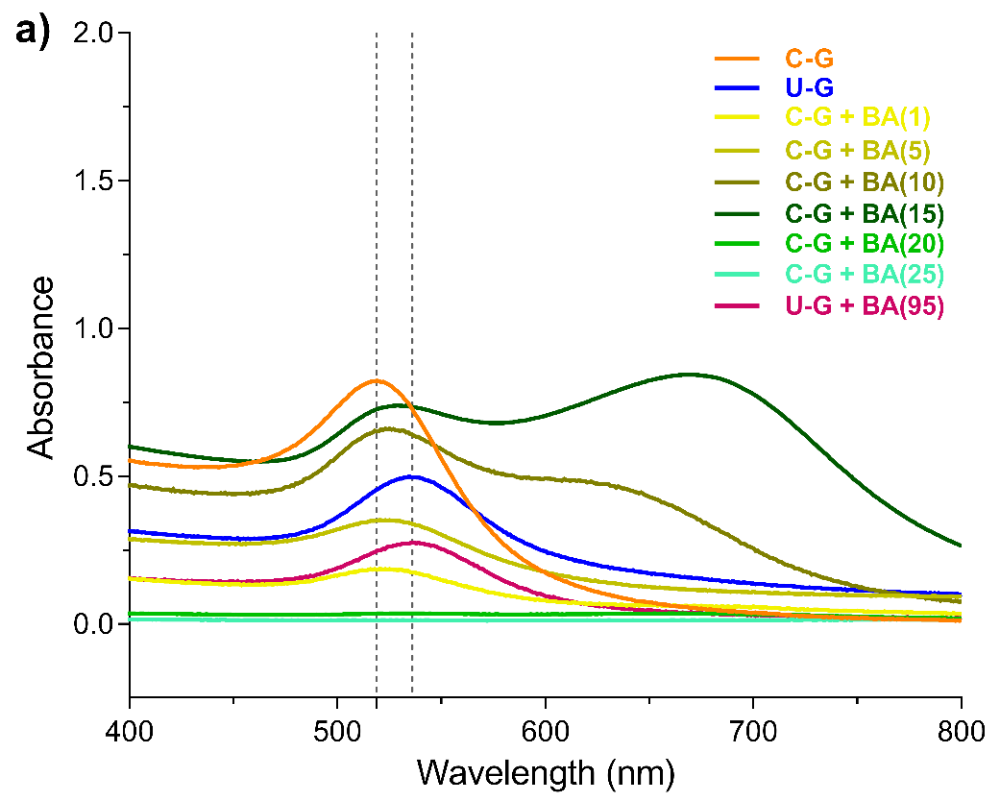 a)
2.0
1.5
1.0
0.5
0.0
Absorbance
C-G
U-G
C-G + BA(1)
C-G + BA(5)
C-G + BA(10)
C-G + BA(15)
C-G + BA(20)
C-G + BA(25)
U-G + BA(95)
400 500 600 700 800
Wavelength (nm)